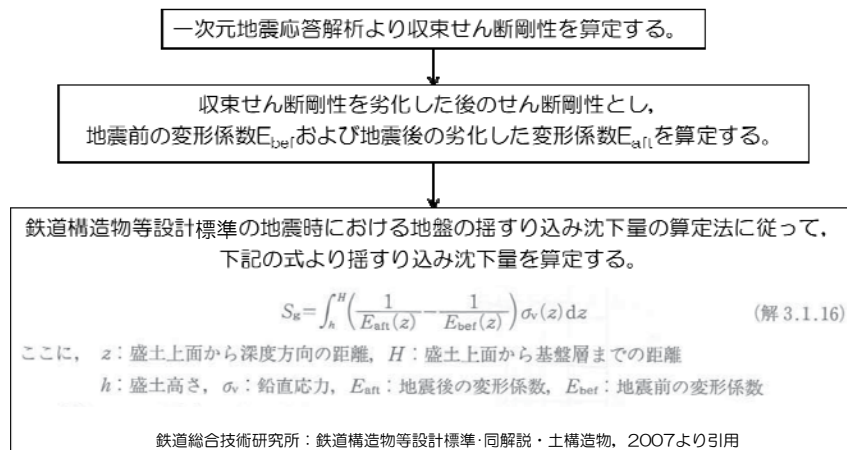 一次元地震応答解析より収束せん断剛性を算定する。
収束せん断剛性を劣化した後のせん断剛性とし,
地震前の変形係数E_befおよび地震後の劣化した変形係数E_aftを算定する。
鉄道構造物等設計標準の地震時における地盤の揺すり込み沈下量の算定法に従って,
下記の式より揺すり込み沈下量を算定する。
S_g=∫_h^H(1/E_aft(z)−1/E_bef(z))σ_v(z)dz (解 3.1.16)
ここに, z:盛土上面から深度方向の距離, H:盛土上面から基盤層までの距離
h:盛土高さ, σ_v:鉛直応力, E_aft:地震後の変形係数, E_bef:地震前の変形係数
鉄道総合技術研究所:鉄道構造物等設計標準・同解説・土構造物,2007より引用